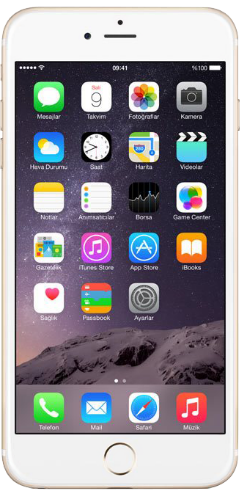 09:41
%100
Mesajlar
Salı
9
Takvim
Fotoğraflar
Kamera
Hava Durumu
Saat
Harita
Videolar
Notlar
Anımsatıcılar
Borsa
Game Center
Gazetelik
iTunes Store
App Store
iBooks
Sağlık
Passbook
Ayarlar
Telefon
Mail
Safari
Müzik